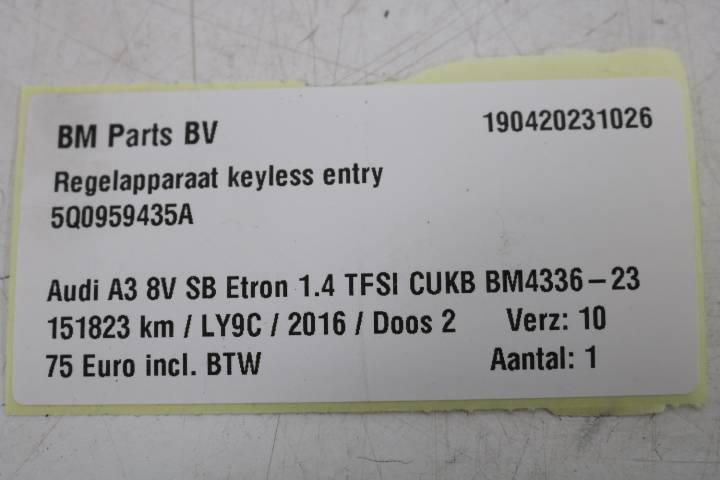 BM Parts BV 190420231026
Regelapparaat keyless entry
5Q0959435A
Audi A3 8V SB Etron 1.4 TFSI CUKB BM4336-23
151823 km / LY9C / 2016 / Doos 2 Verz: 10
75 Euro incl. BTW Aantal: 1